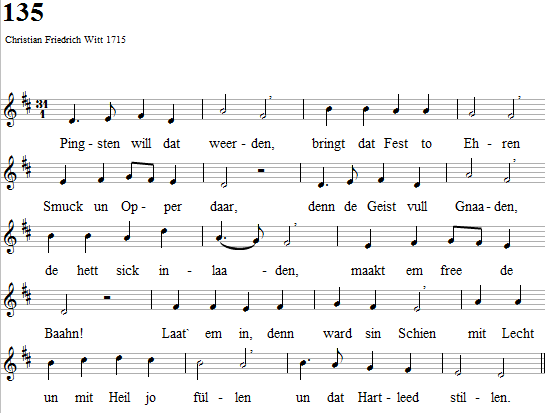 135
Christian Friedrich Witt 1715
31
1
Ping - sten will dat weer - den, bringt dat Fest to Eh - ren
Smuck un Op - per daar, denn de Geist vull Gnaa - den,
de hett sick in - laa - den, maakt em free de
Baahn! Laat` em in, denn ward sin Schien mit Lecht
un mit Heil jo fül - len un dat Hart - leed stil - len.